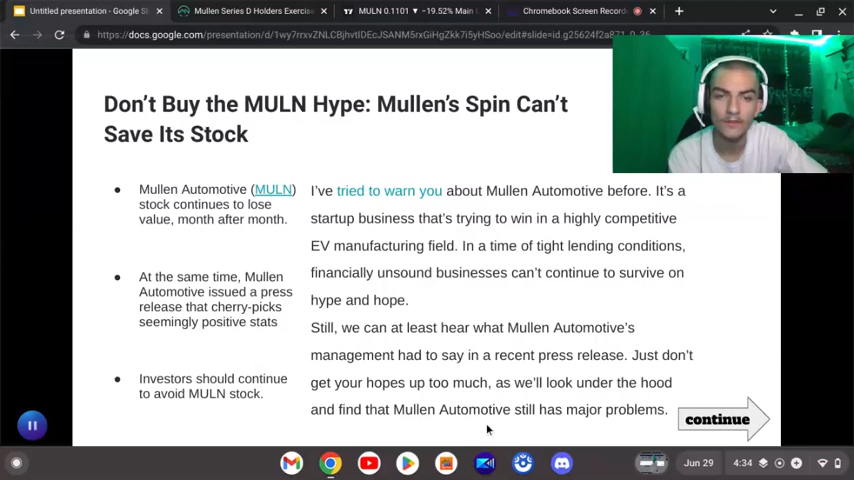 Untitled presentation - Google Sl
Mullen Series D Holders Exercise
MULN 0.1101 ▼ −19.52% Main C
Chromebook Screen Record
Don't Buy the MULN Hype: Mullen's Spin Can't
Save Its Stock
● Mullen Automotive (MULN)
stock continues to lose
value, month after month.
● At the same time, Mullen
Automotive issued a press
release that cherry-picks
seemingly positive stats
● Investors should continue
to avoid MULN stock.
I've tried to warn you about Mullen Automotive before. It's a
startup business that's trying to win in a highly competitive
EV manufacturing field. In a time of tight lending conditions,
financially unsound businesses can't continue to survive on
hype and hope.
Still, we can at least hear what Mullen Automotive's
management had to say in a recent press release. Just don't
get your hopes up too much, as we'll look under the hood
and find that Mullen Automotive still has major problems.
continue
Jun 29
4:34